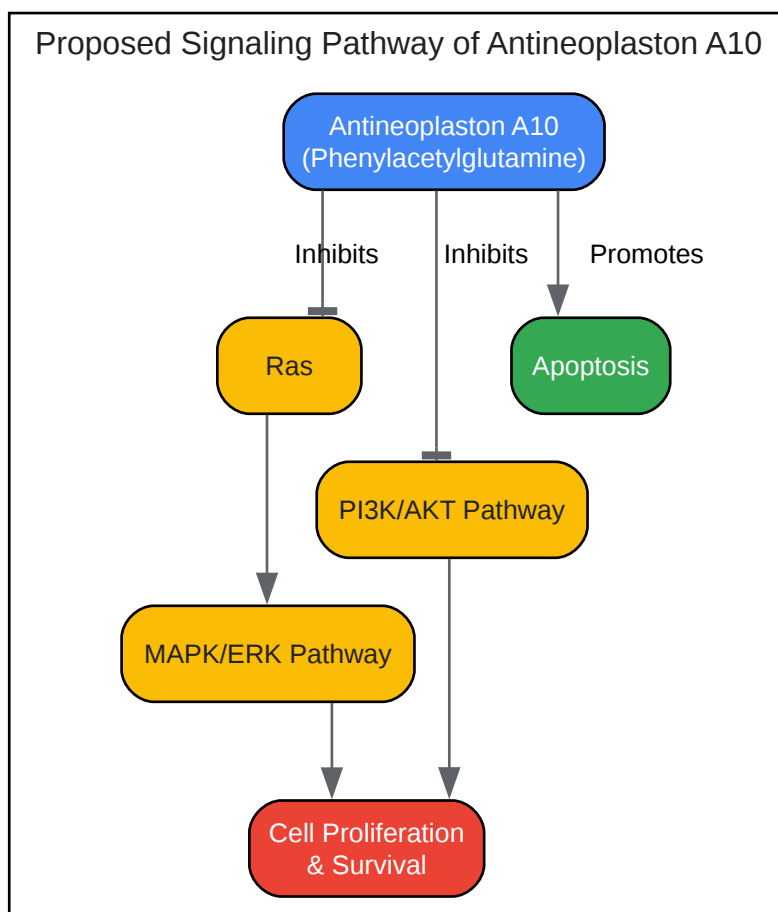 Proposed Signaling Pathway of Antineoplaston A10
Antineoplaston A10
(Phenylacetylglutamine)
Inhibits
Inhibits
Promotes
Ras
Apoptosis
PI3K/AKT Pathway
MAPK/ERK Pathway
Cell Proliferation
& Survival